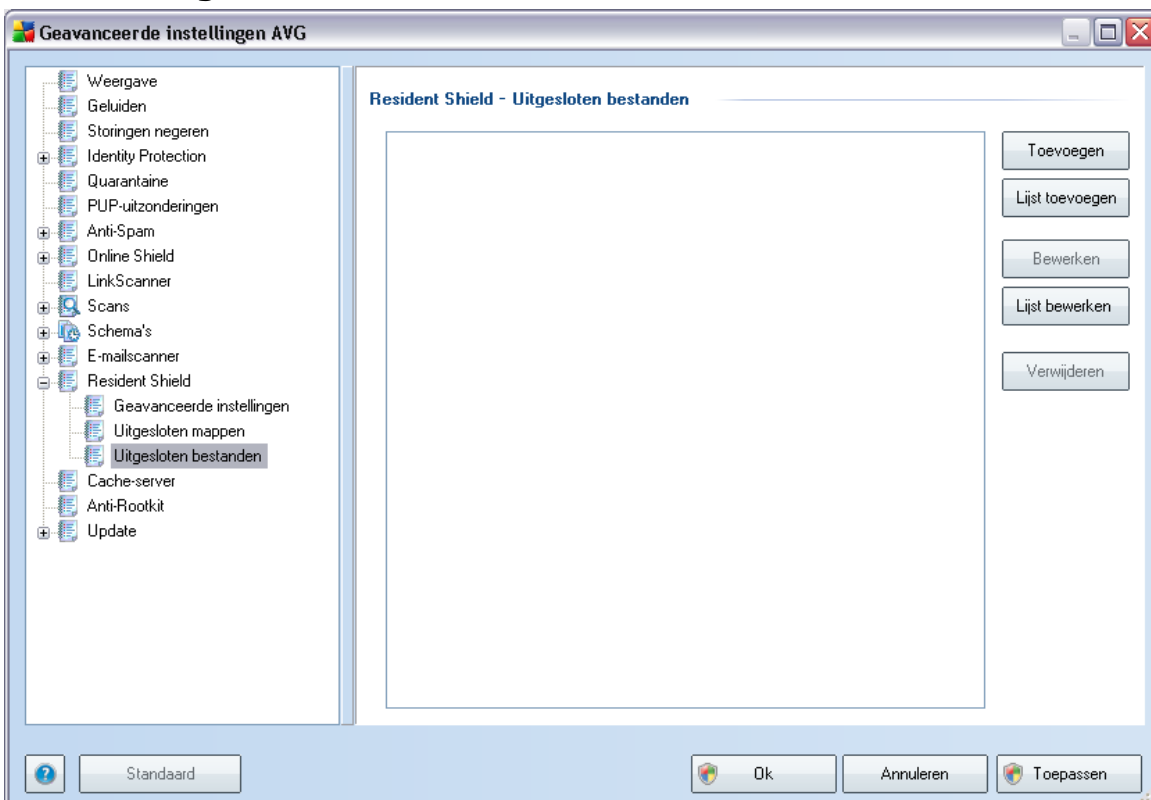 Geavanceerde instellingen AVG
Weergave
Geluiden
Storingen negeren
Identity Protection
Quarantaine
PUP-uitzonderingen
Anti-Spam
Online Shield
LinkScanner
Scans
Schema's
E-mailscanner
Resident Shield
Geavanceerde instellingen
Uitgesloten mappen
Uitgesloten bestanden
Cache-server
Anti-Rootkit
Update
Resident Shield - Uitgesloten bestanden
Toevoegen
Lijst toevoegen
Bewerken
Lijst bewerken
Verwijderen
Standaard
Ok
Annuleren
Toepassen